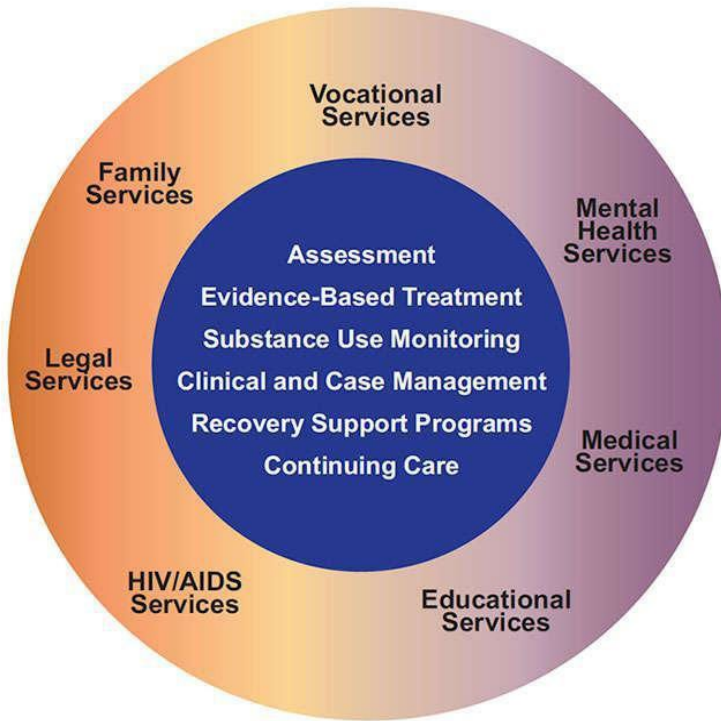 Vocational
Services
Family
Services
Mental
Health
Services
Assessment
Evidence-Based Treatment
Substance Use Monitoring
Clinical and Case Management
Recovery Support Programs
Continuing Care
Legal
Services
Medical
Services
HIV/AIDS
Services
Educational
Services